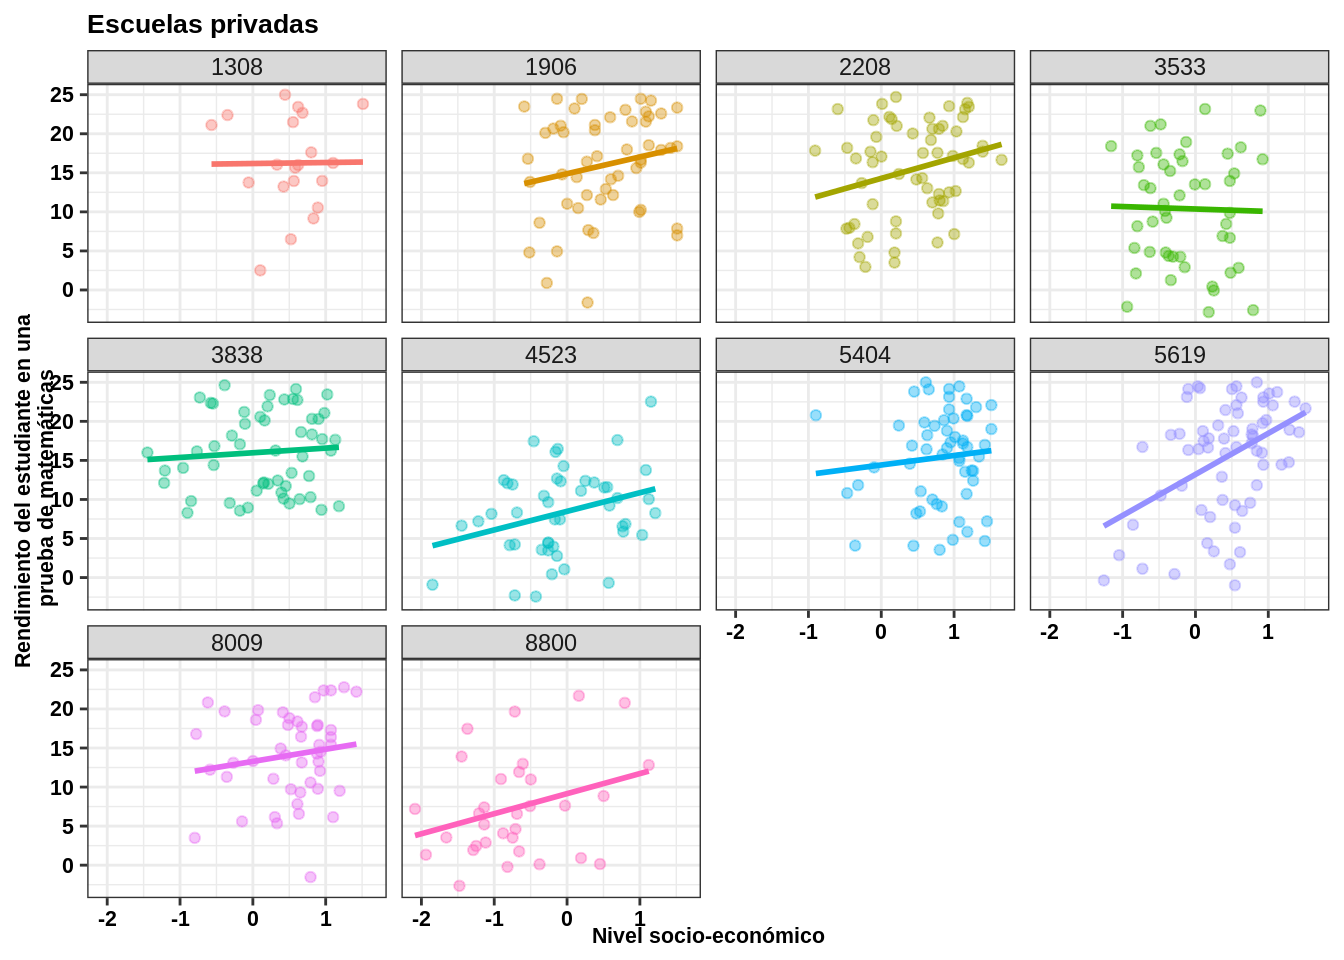 Escuelas privadas
1308 1906 2208 3533
25
20
15
10
5
0
3838 4523 5404 5619
25
20
15
10
5
0
-2 -1 0 1 -2 -1 0 1
8009 8800
25
20
15
10
5
0
-2 -1 0 1 -2 -1 0 1
Nivel socio-económico
Rendimiento del estudiante en una
prueba de matemáticas